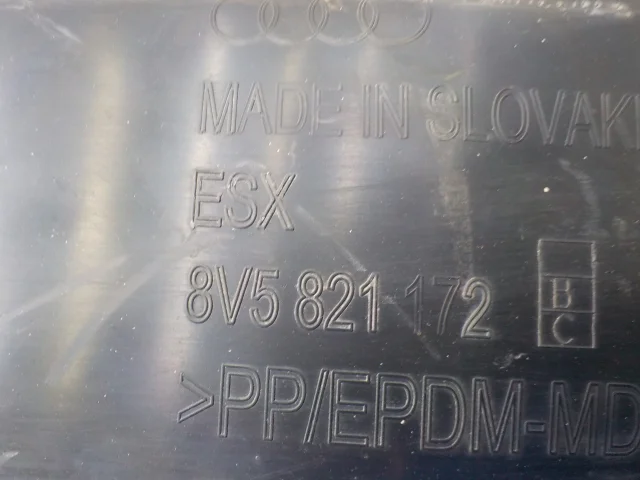 MADE IN SLOVAKI
ESX
8V5 821 172
B
C
>PP/EPDM-MD